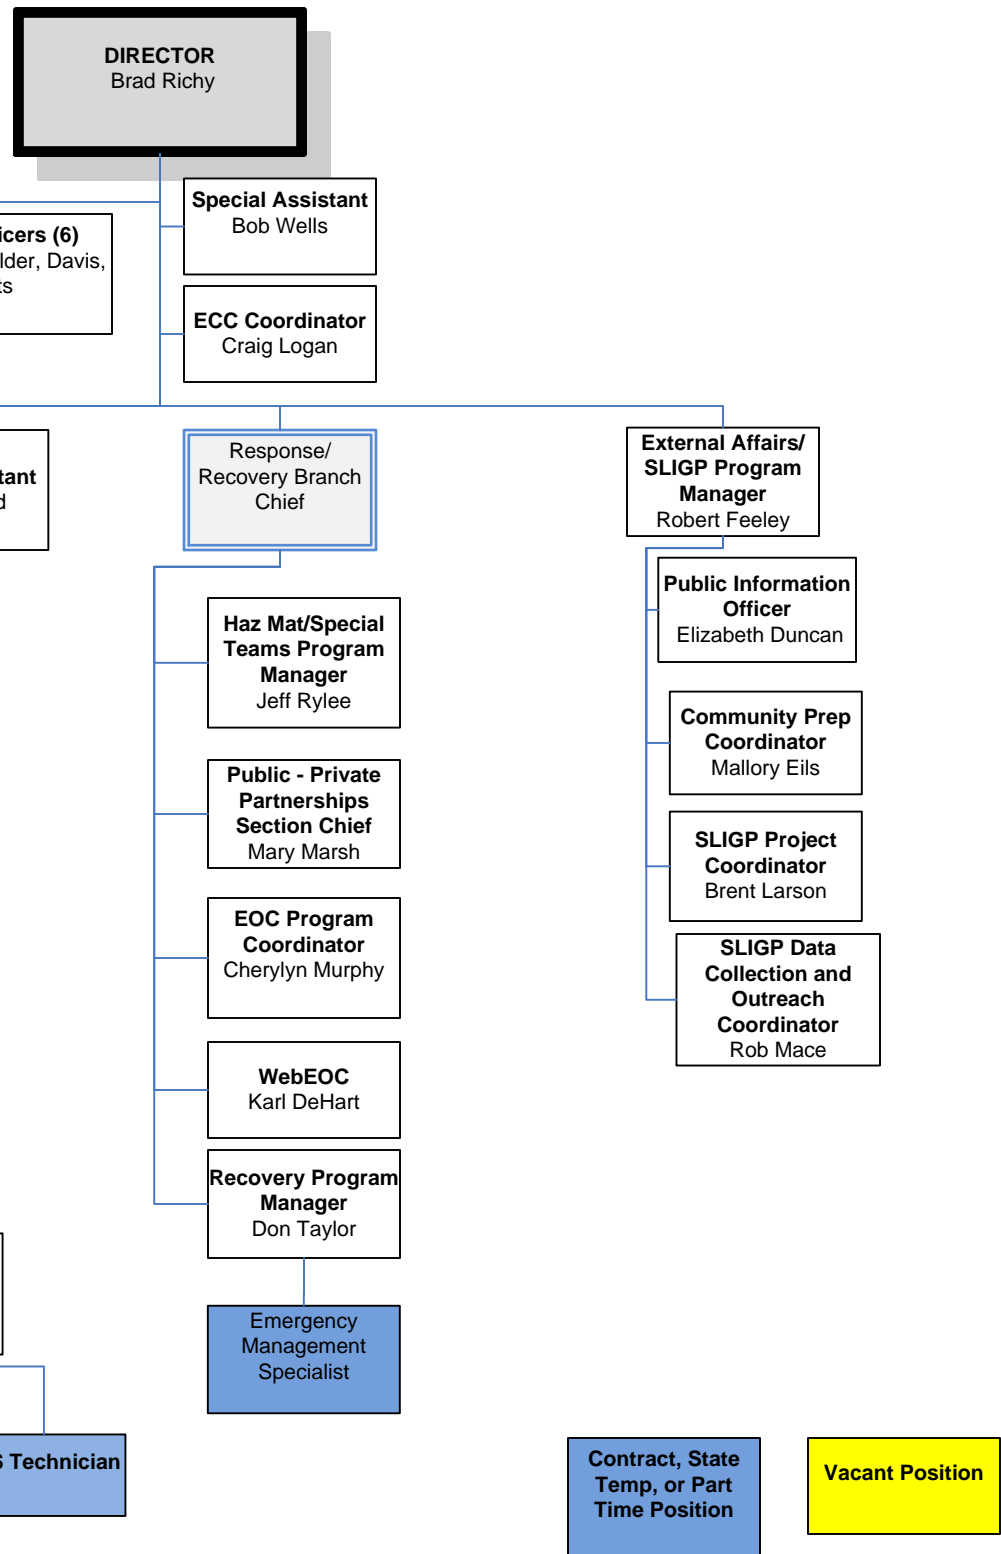 DIRECTOR
Brad Richy
Special Assistant
Bob Wells
(6)
Davis,
ECC Coordinator
Craig Logan
Response/
Recovery Branch
Chief
External Affairs/
SLIGP Program
Manager
Robert Feeley
Public Information
Officer
Elizabeth Duncan
Haz Mat/Special
Teams Program
Manager
Jeff Rylee
Community Prep
Coordinator
Mallory Eils
Public - Private
Partnerships
Section Chief
Mary Marsh
SLIGP Project
Coordinator
Brent Larson
EOC Program
Coordinator
Cherylyn Murphy
SLIGP Data
Collection and
Outreach
Coordinator
Rob Mace
WebEOC
Karl DeHart
Recovery Program
Manager
Don Taylor
Emergency
Management
Specialist
Technician
Contract, State
Temp, or Part
Time Position
Vacant Position